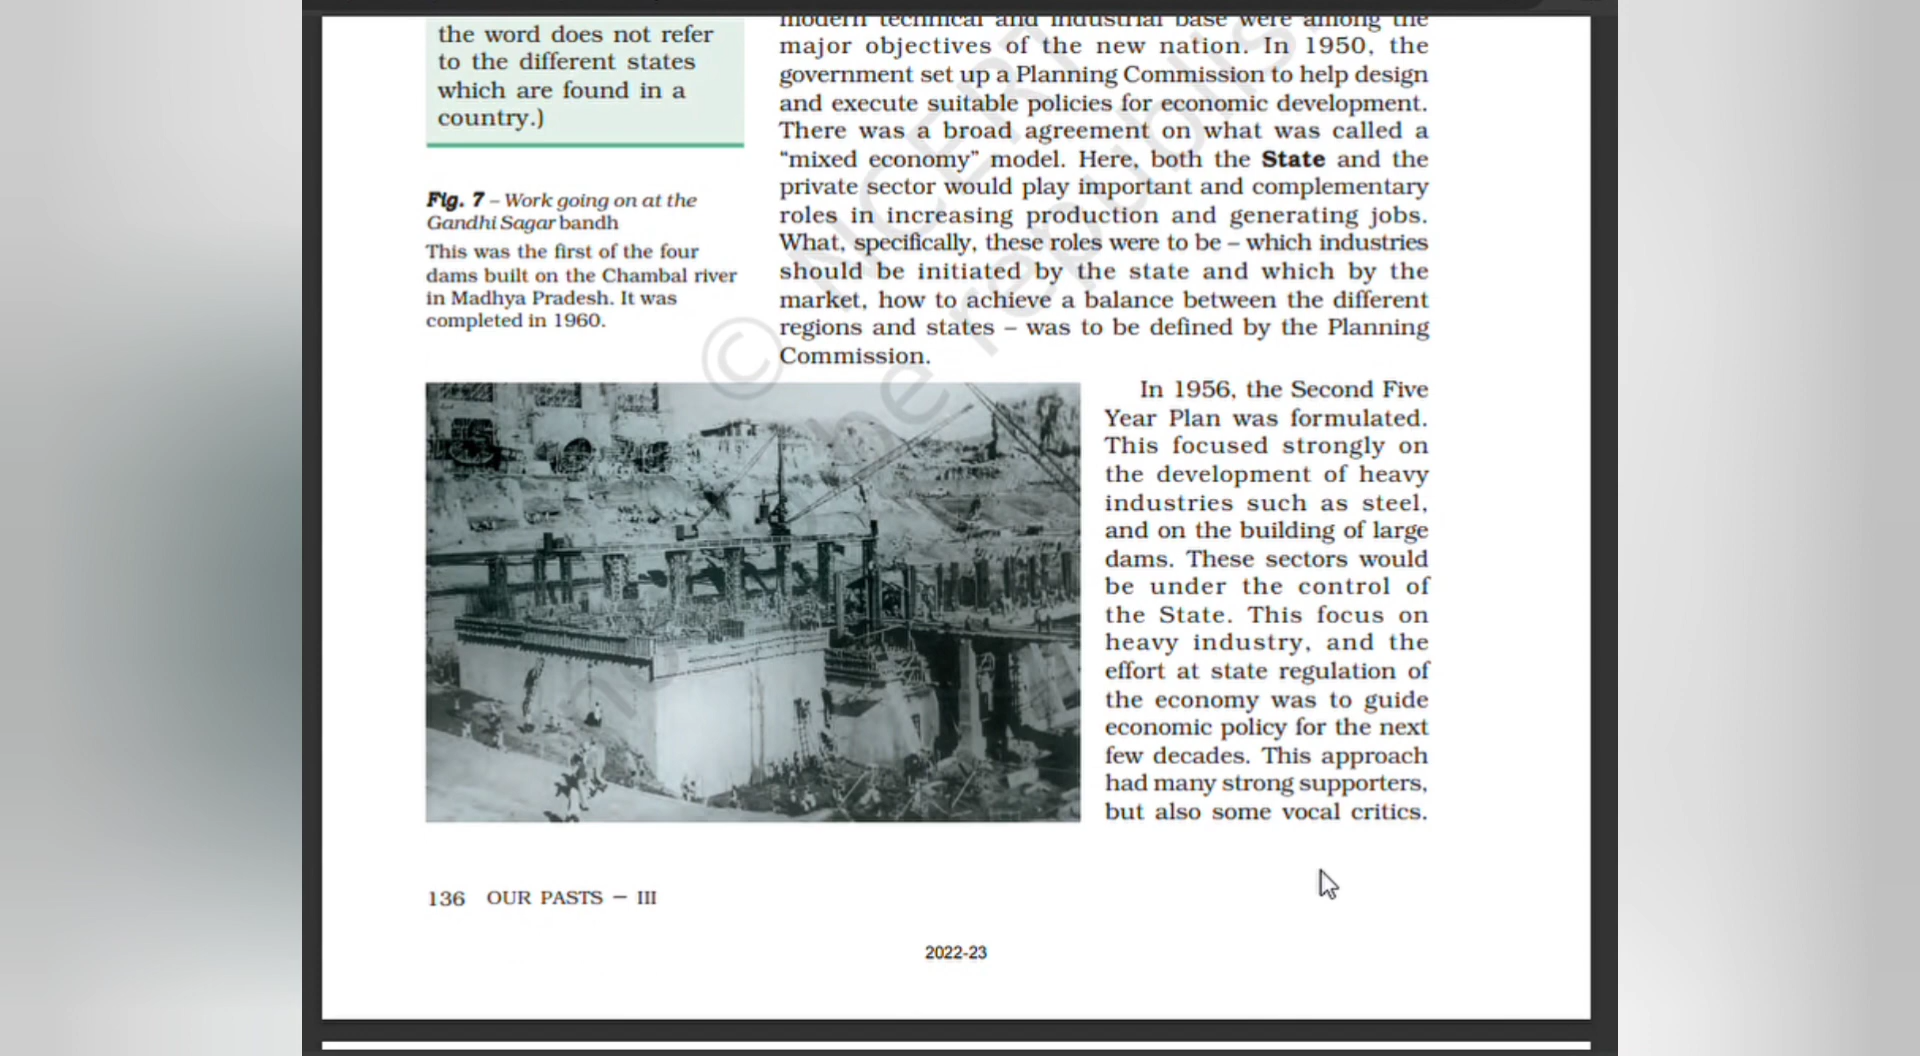 the word does not refer
to the different states
which are found in a
country.)
Fig. 7 – Work going on at the
Gandhi Sagar bandh
This was the first of the four
dams built on the Chambal river
in Madhya Pradesh. It was
completed in 1960.
modern technical and industrial base were among the
major objectives of the new nation. In 1950, the
government set up a Planning Commission to help design
and execute suitable policies for economic development.
There was a broad agreement on what was called a
“mixed economy” model. Here, both the State and the
private sector would play important and complementary
roles in increasing production and generating jobs.
What, specifically, these roles were to be – which industries
should be initiated by the state and which by the
market, how to achieve a balance between the different
regions and states – was to be defined by the Planning
Commission.
In 1956, the Second Five
Year Plan was formulated.
This focused strongly on
the development of heavy
industries such as steel,
and on the building of large
dams. These sectors would
be under the control of
the State. This focus on
heavy industry, and the
effort at state regulation of
the economy was to guide
economic policy for the next
few decades. This approach
had many strong supporters,
but also some vocal critics.
© NCERT
be republis
136 OUR PASTS – III
2022-23